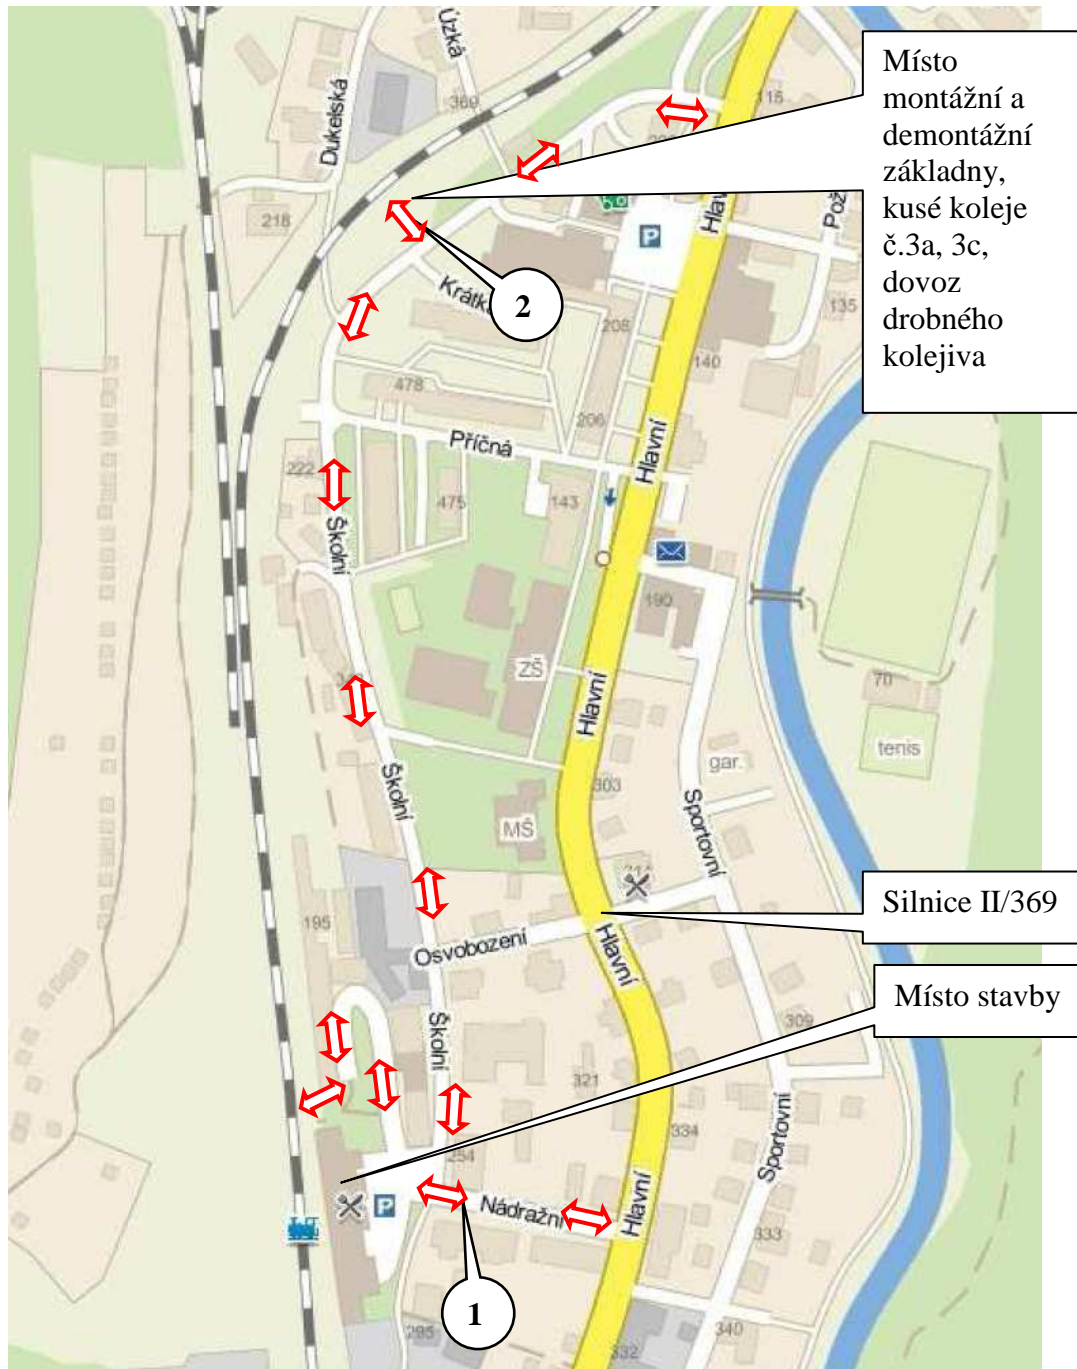 Místo
montážní a
demontážní
základny,
kusé koleje
č.3a, 3c,
dovoz
drobného
kolejiva
Úzká
369
115
Dukelská
218
Hlav
Pož
P
2
Krátk
135
208
140
478
206
Příčná
Hlavní
222
475
143
Školní
190
ZŠ
70
Hlavní
tenis
gar.
303
Školní
Sportovní
MŠ
Silnice II/369
195
Osvobození
Hlavní
Místo stavby
Školní
309
321
334
Sportovní
254
P
Nádražní
Hlavní
333
1
295
340
332